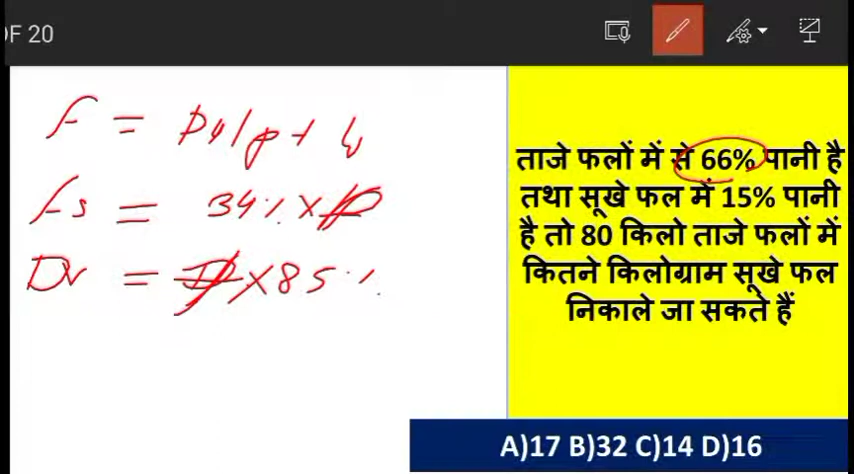 OF 20
F = Pulp + W
Fs = 34% ×
Dr = × 85%
ताजे फलों में से 66% पानी है
तथा सूखे फल में 15% पानी
है तो 80 किलो ताजे फलों में
कितने किलोग्राम सूखे फल
निकाले जा सकते हैं
A)17 B)32 C)14 D)16